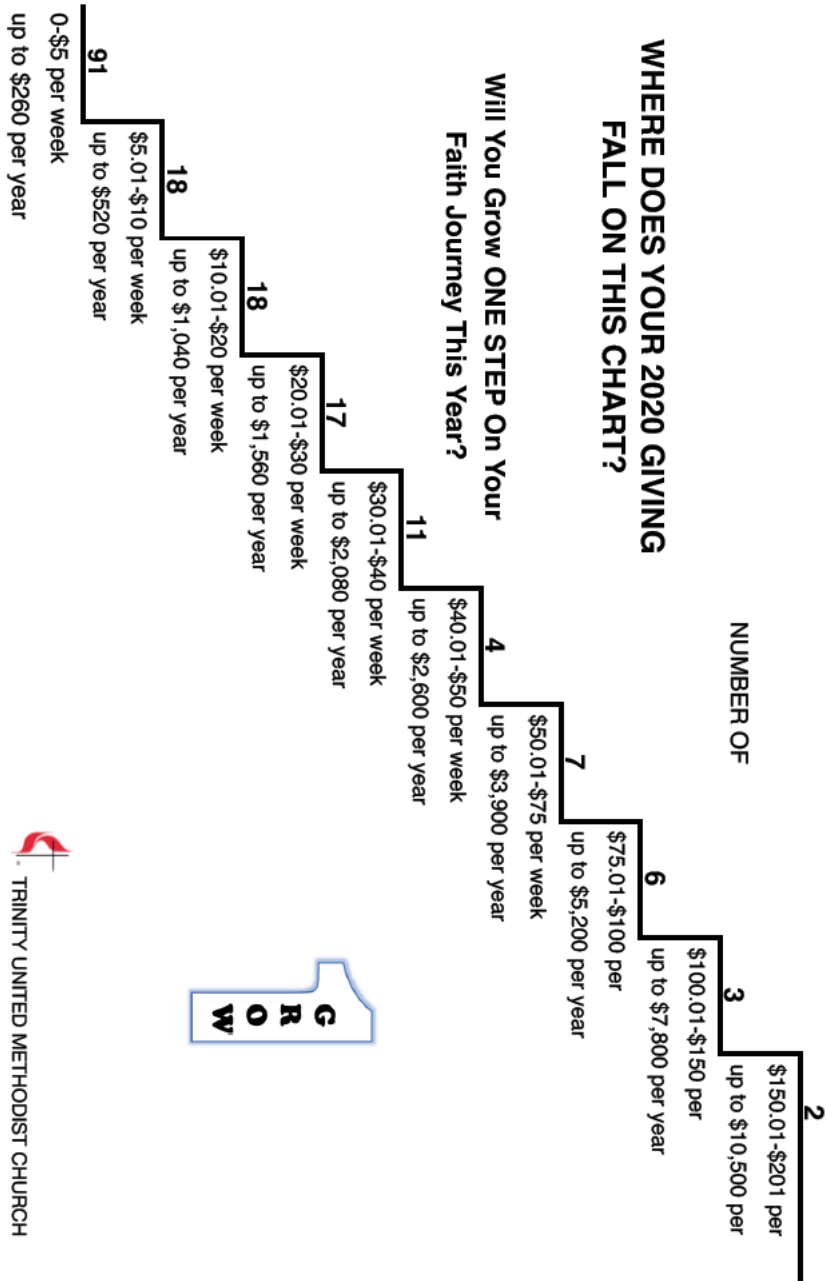 WHERE DOES YOUR 2020 GIVING
FALL ON THIS CHART?
Will You Grow ONE STEP On Your
Faith Journey This Year?
NUMBER OF
91
0-$5 per week
up to $260 per year
18
$5.01-$10 per week
up to $520 per year
18
$10.01-$20 per week
up to $1,040 per year
17
$20.01-$30 per week
up to $1,560 per year
11
$30.01-$40 per week
up to $2,080 per year
4
$40.01-$50 per week
up to $2,600 per year
7
$50.01-$75 per week
up to $3,900 per year
6
$75.01-$100 per
up to $5,200 per year
3
$100.01-$150 per
up to $7,800 per year
2
$150.01-$201 per
up to $10,500 per
G
R
O
W
TRINITY UNITED METHODIST CHURCH